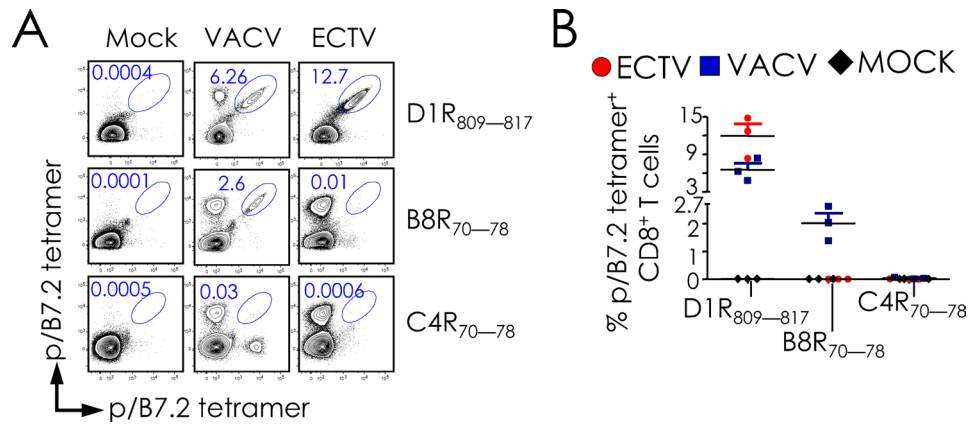 A
Mock VACV ECTV
0.0004 6.26 12.7
D1R809—817
0.0001 2.6 0.01
B8R70—78
0.0005 0.03 0.0006
C4R70—78
p/B7.2 tetramer
p/B7.2 tetramer
B
ECTV VACV MOCK
% p/B7.2 tetramer+
CD8+ T cells
15
9
3
2.7
2
1
0
D1R809—817
B8R70—78
C4R70—78